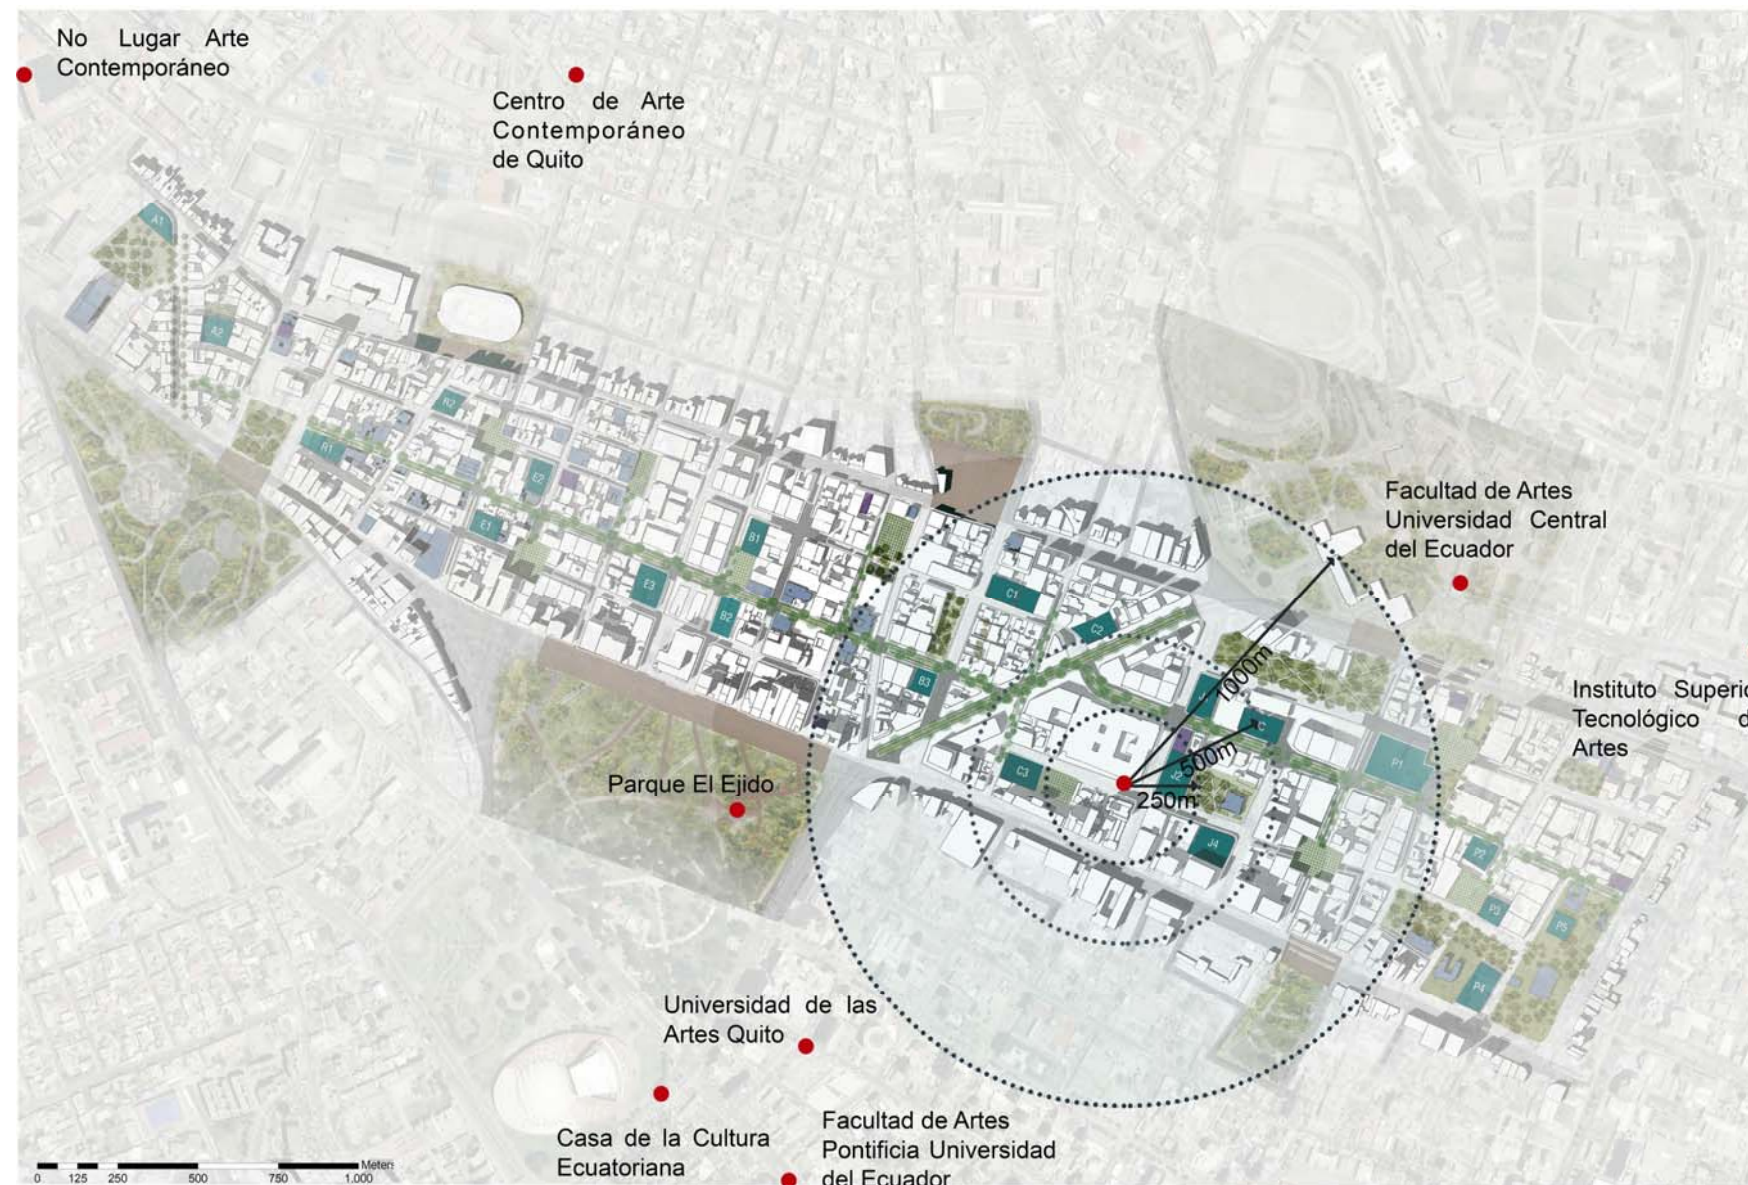 No Lugar Arte
Contemporáneo
Centro de Arte
Contemporáneo
de Quito
A1
A2
R2
R1
E2
E1
B1
E3
B2
C1
C2
B3
Facultad de Artes
Universidad Central
del Ecuador
Instituto Superio
Tecnológico d
Artes
1000m
500m
250m
C
J2
C3
J4
P1
P2
P3
P5
P4
Parque El Ejido
Universidad de las
Artes Quito
Casa de la Cultura
Ecuatoriana
Facultad de Artes
Pontificia Universidad
del Ecuador
Meters
0 125 250 500 750 1.000